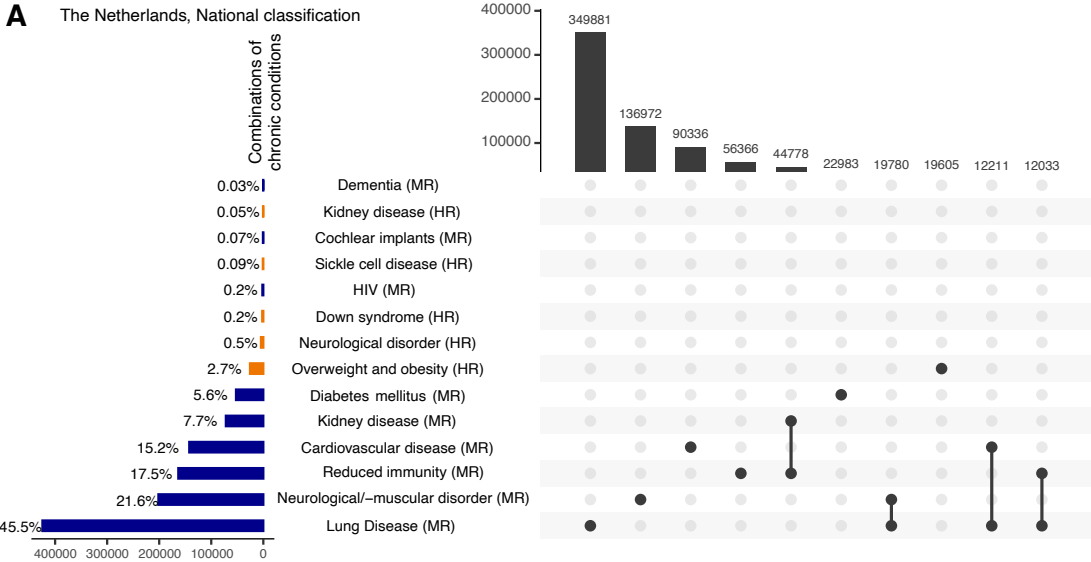 A
The Netherlands, National classification
Combinations of
chronic conditions
400000
300000
200000
100000
349881
136972
90336
56366
44778
22983
19780
19605
12211
12033
0.03% Dementia (MR)
0.05% Kidney disease (HR)
0.07% Cochlear implants (MR)
0.09% Sickle cell disease (HR)
0.2% HIV (MR)
0.2% Down syndrome (HR)
0.5% Neurological disorder (HR)
2.7% Overweight and obesity (HR)
5.6% Diabetes mellitus (MR)
7.7% Kidney disease (MR)
15.2% Cardiovascular disease (MR)
17.5% Reduced immunity (MR)
21.6% Neurological/−muscular disorder (MR)
45.5% Lung Disease (MR)
400000 300000 200000 100000 0